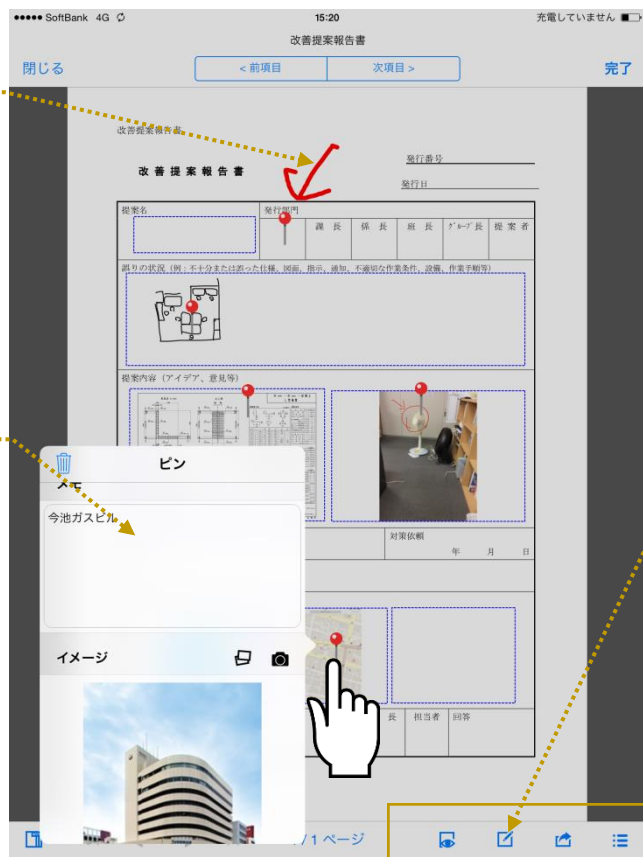 SoftBank 4G 15:20 充電していません
改善提案報告書
閉じる <前項目 次項目> 完了
改善提案報告書
発行番号
改善提案報告書
発行日
提案名 発行部門
課長 係長 班長 グループ長 提案者
誤りの状況（例：不十分または誤った仕様、図面、指示、通知、不適切な作業条件、設備、作業手順等）
提案内容（アイデア、意見等）
ピン
メモ
今池ガスビル
対策依頼
年 月 日
イメージ
長 担当者 回答
/1 ページ